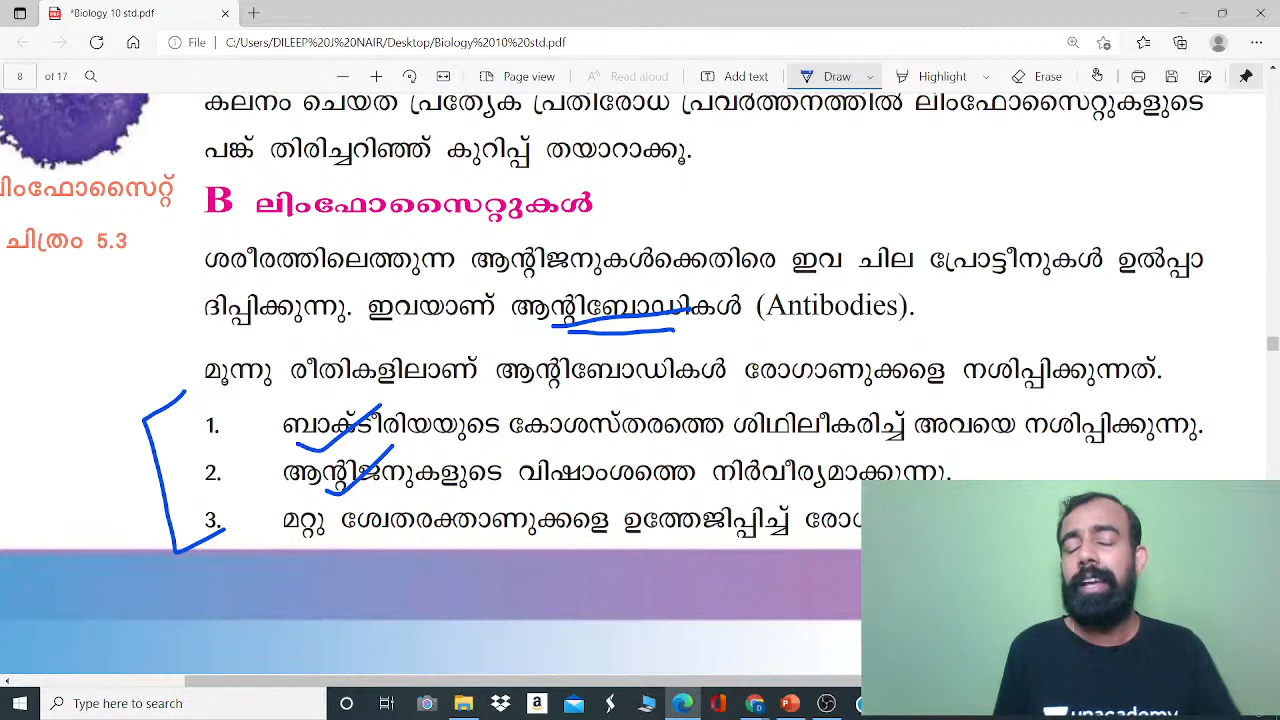 *Biology 10 std.pdf
File C:/Users/DILEEP%20J%20NAIR/Desktop/Biology%2010%20std.pdf
8 of 17 Page view Read aloud Add text Draw Highlight Erase
കലനം ചെയ്ത പ്രത്യേക പ്രതിരോധ പ്രവർത്തനത്തിൽ ലിംഫോസൈറ്റുകളുടെ
പങ്ക് തിരിച്ചറിഞ്ഞ് കുറിപ്പ് തയാറാക്കൂ.
ലിംഫോസൈറ്റ്
ചിത്രം 5.3
B ലിംഫോസൈറ്റുകൾ
ശരീരത്തിലെത്തുന്ന ആന്റിജനുകൾക്കെതിരെ ഇവ ചില പ്രോട്ടീനുകൾ ഉൽപ്പാ
ദിപ്പിക്കുന്നു. ഇവയാണ് ആന്റിബോഡികൾ (Antibodies).
മൂന്നു രീതികളിലാണ് ആന്റിബോഡികൾ രോഗാണുക്കളെ നശിപ്പിക്കുന്നത്.
1. ബാക്ടീരിയയുടെ കോശസ്തരത്തെ ശിഥിലീകരിച്ച് അവയെ നശിപ്പിക്കുന്നു.
2. ആന്റിജനുകളുടെ വിഷാംശത്തെ നിർവീര്യമാക്കുന്നു.
3. മറ്റു ശ്വേതരക്താണുക്കളെ ഉത്തേജിപ്പിച്ച്
unacademy
Type here to search